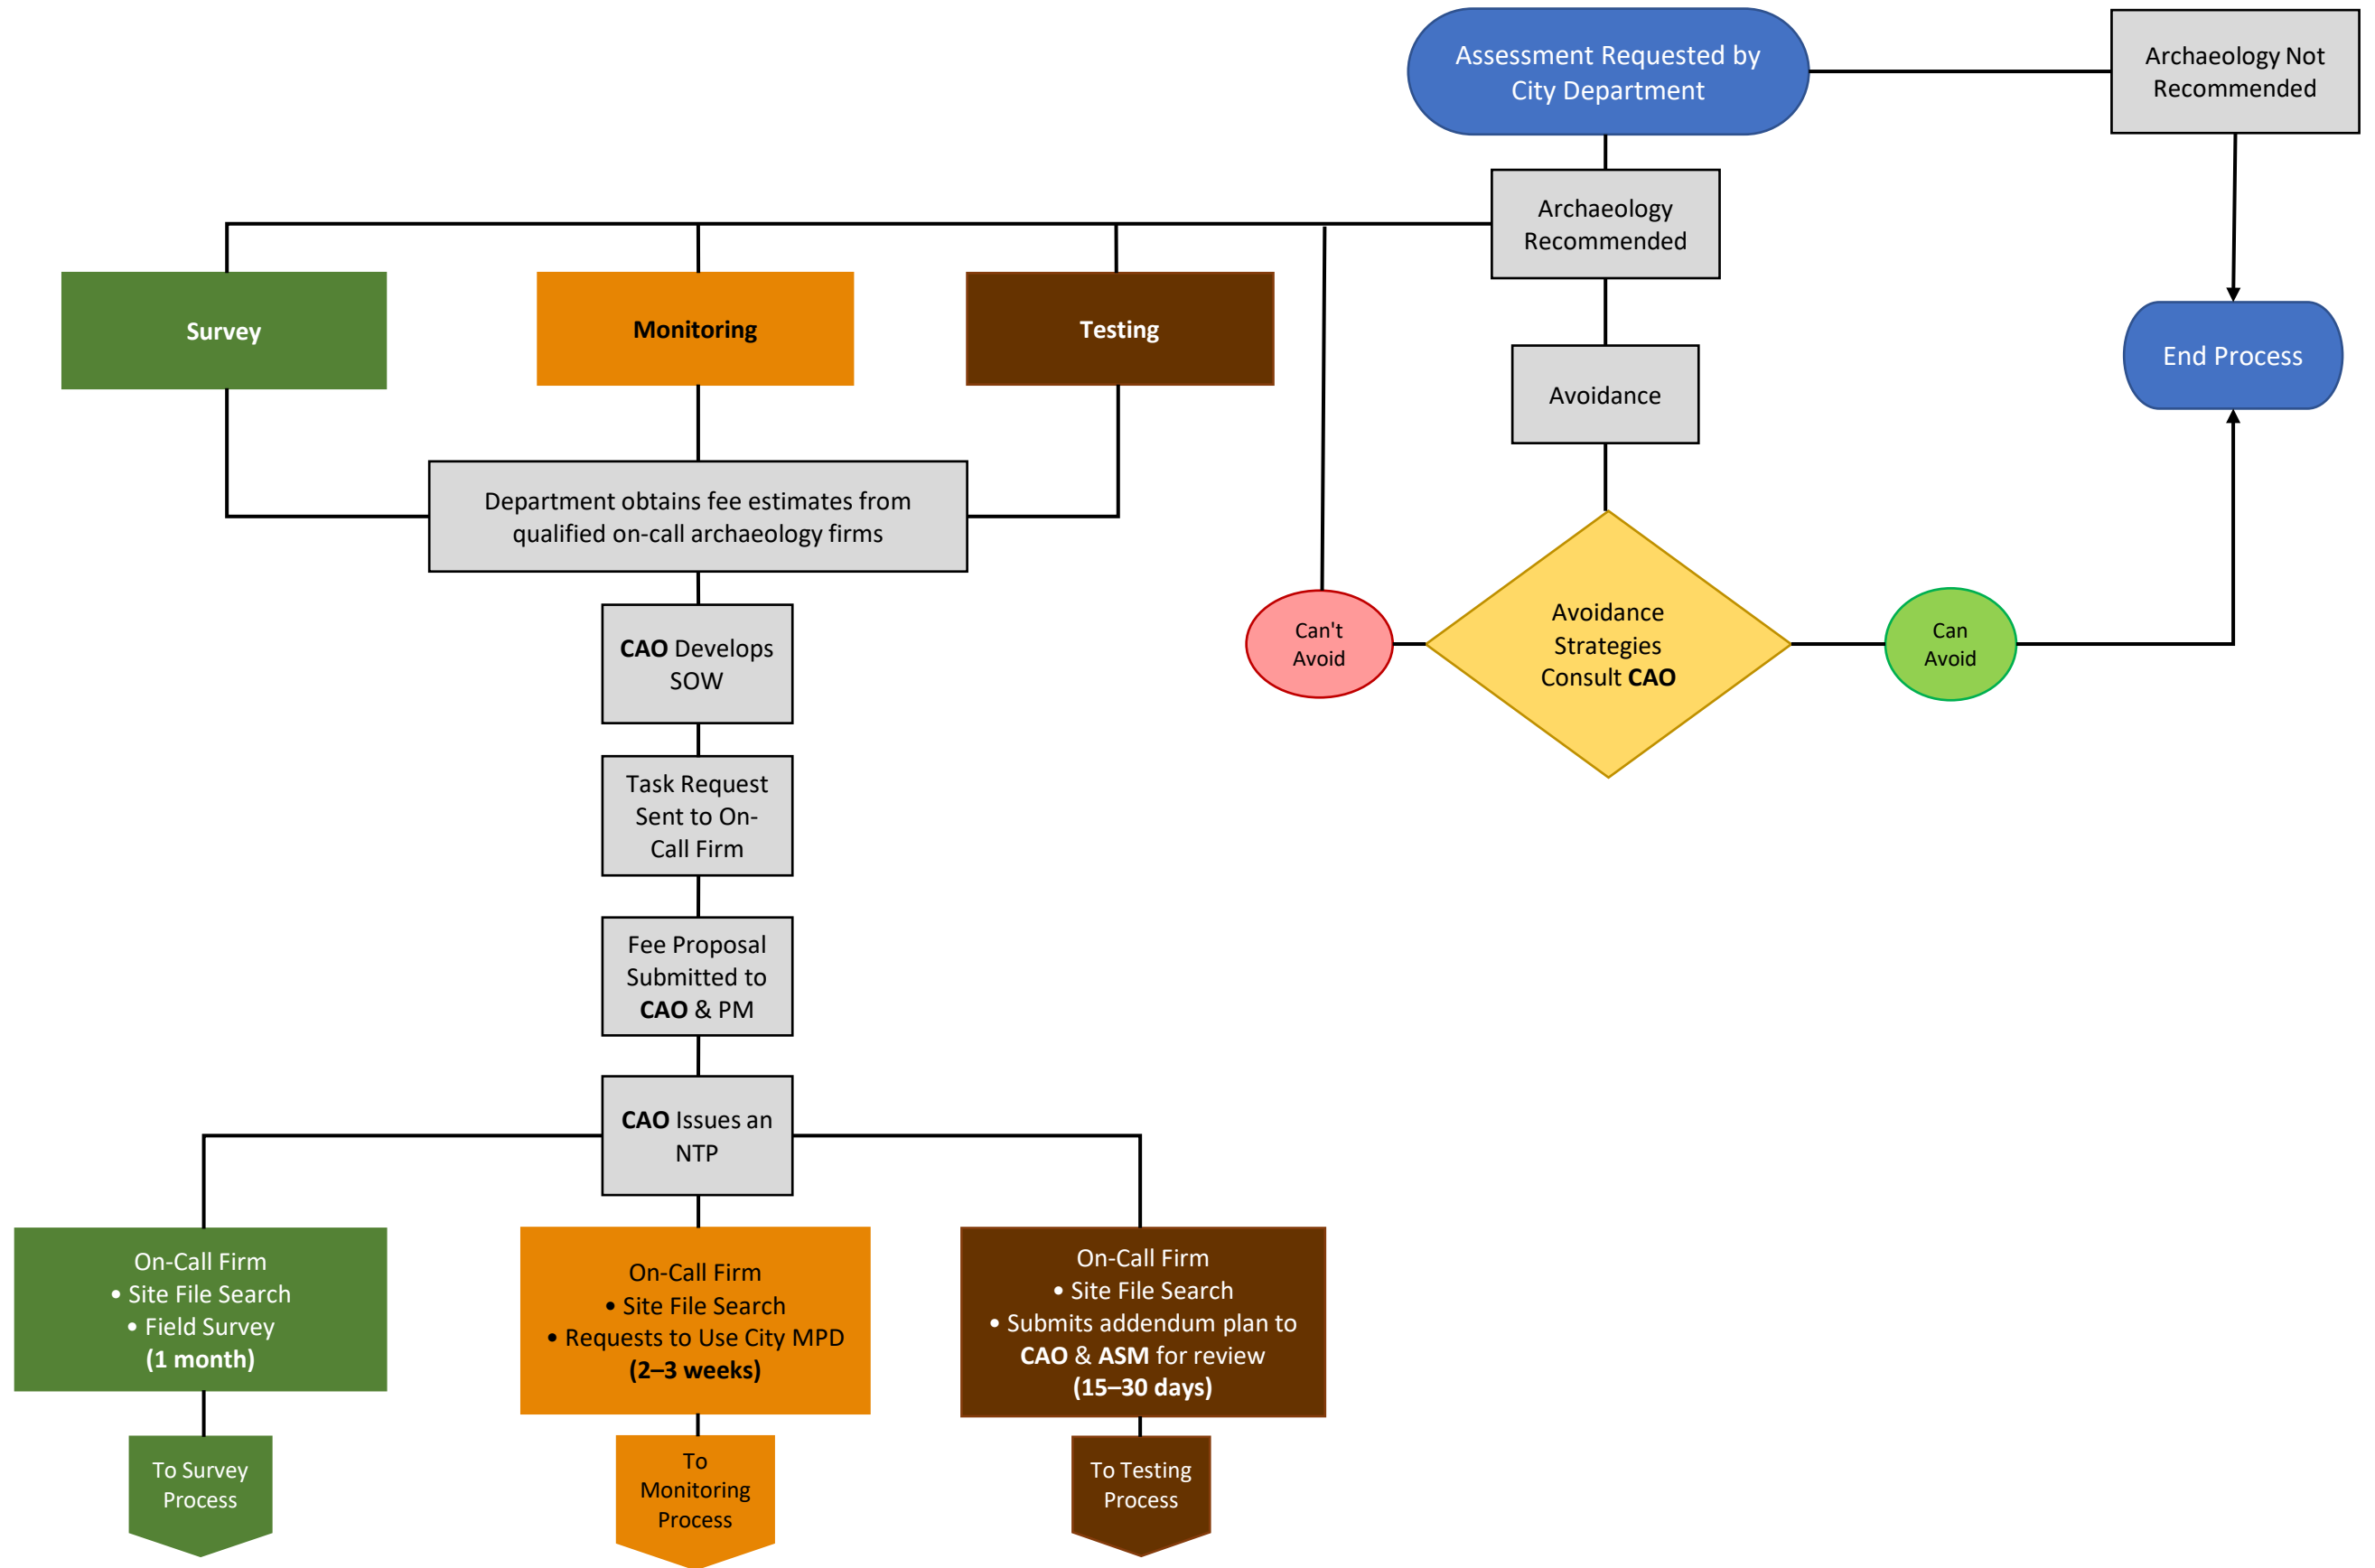 Assessment Requested by
City Department
Archaeology Not
Recommended
Archaeology
Recommended
Survey
Monitoring
Testing
Avoidance
End Process
Department obtains fee estimates from
qualified on-call archaeology firms
Can't
Avoid
Avoidance
Strategies
Consult CAO
Can
Avoid
CAO Develops
SOW
Task Request
Sent to On-
Call Firm
Fee Proposal
Submitted to
CAO & PM
CAO Issues an
NTP
On-Call Firm
• Site File Search
• Field Survey
(1 month)
On-Call Firm
• Site File Search
• Requests to Use City MPD
(2–3 weeks)
On-Call Firm
• Site File Search
• Submits addendum plan to
CAO & ASM for review
(15–30 days)
To Survey
Process
To
Monitoring
Process
To Testing
Process